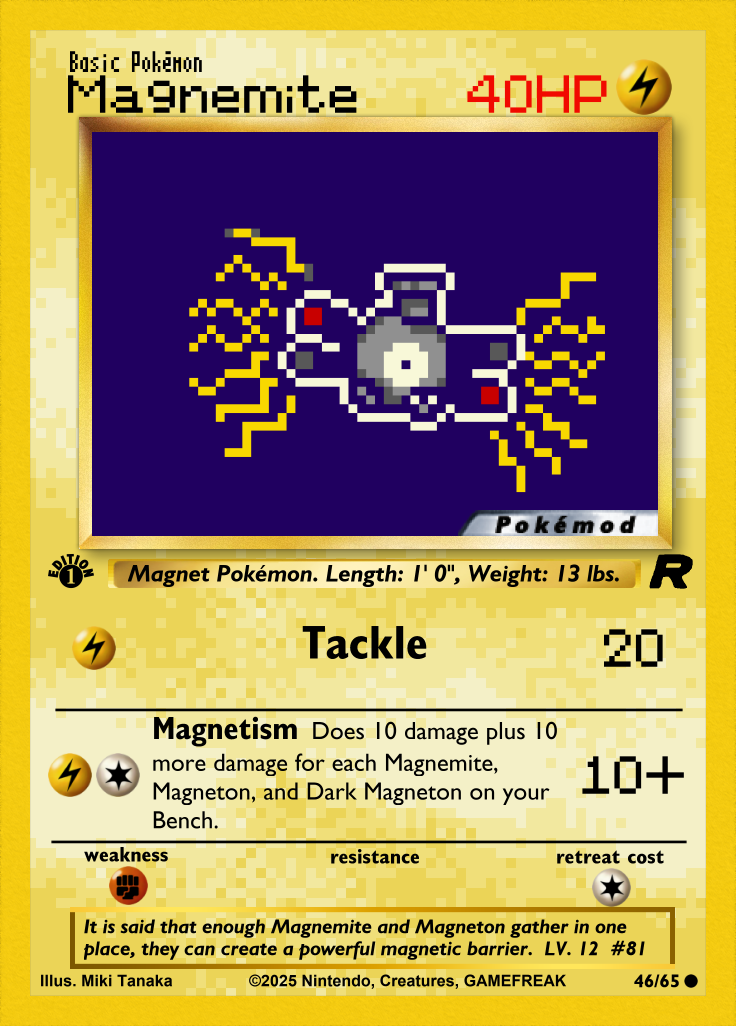 Basic Pokémon
Magnemite 40HP
Pokémod
EDITION
1
Magnet Pokémon. Length: 1' 0", Weight: 13 lbs.
R
Tackle 20
Magnetism Does 10 damage plus 10
more damage for each Magnemite,
Magneton, and Dark Magneton on your
Bench.
10+
weakness resistance retreat cost
It is said that enough Magnemite and Magneton gather in one
place, they can create a powerful magnetic barrier. LV. 12 #81
Illus. Miki Tanaka ©2025 Nintendo, Creatures, GAMEFREAK 46/65